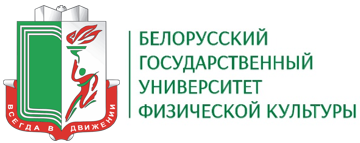 БЕЛОРУССКИЙ
ГОСУДАРСТВЕННЫЙ
УНИВЕРСИТЕТ
ФИЗИЧЕСКОЙ КУЛЬТУРЫ
ВСЕГДА В ДВИЖЕНИИ